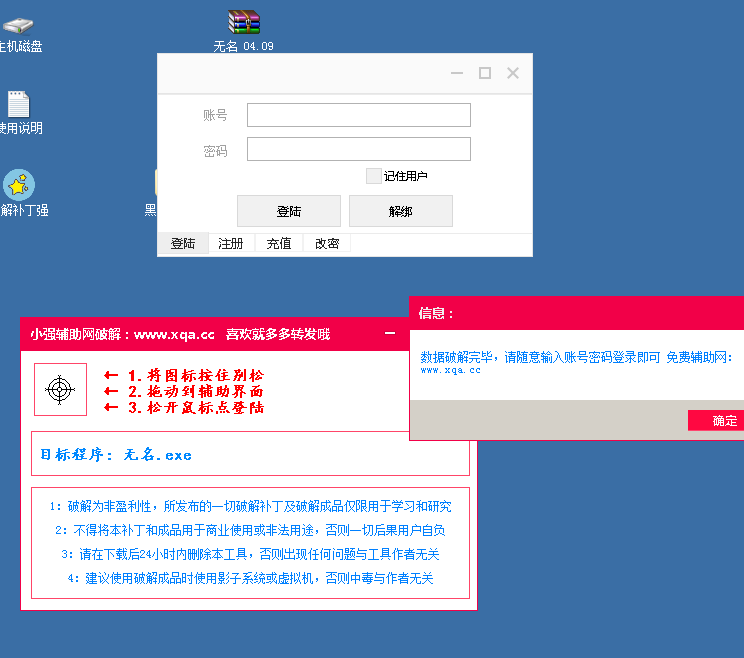 主机磁盘
无名 04.09
使用说明
解补丁强
黑
账号
密码
记住用户
登陆
解绑
登陆 注册 充值 改密
小强辅助网破解：www.xqa.cc 喜欢就多多转发哦
← 1.将图标按住别松
← 2.拖动到辅助界面
← 3.松开鼠标点登陆
目标程序: 无名.exe
1: 破解为非盈利性，所发布的一切破解补丁及破解成品仅限用于学习和研究
2: 不得将本补丁和成品用于商业使用或非法用途，否则一切后果用户自负
3: 请在下载后24小时内删除本工具，否则出现任何问题与工具作者无关
4: 建议使用破解成品时使用影子系统或虚拟机，否则中毒与作者无关
信息：
数据破解完毕，请随意输入账号密码登录即可 免费辅助网：
www.xqa.cc
确定